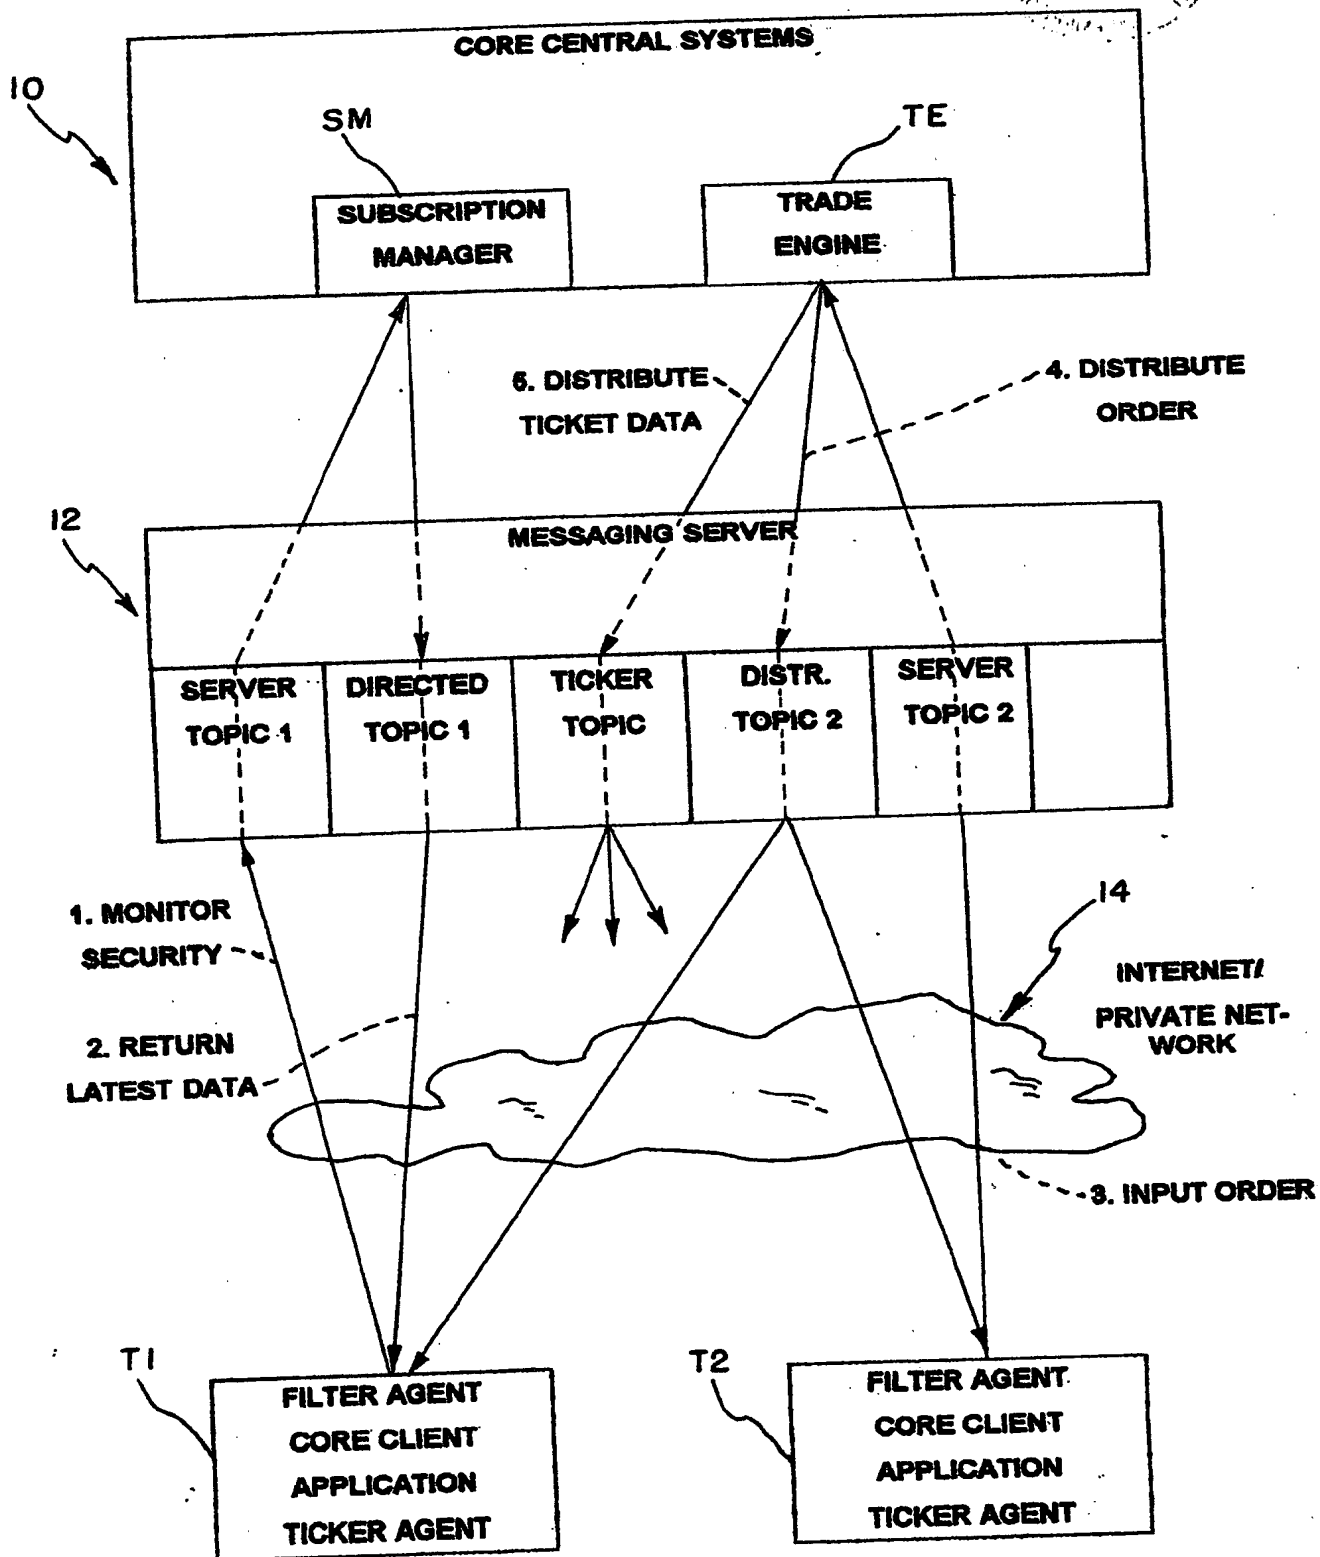 CORE CENTRAL SYSTEMS
10
SM
TE
SUBSCRIPTION
MANAGER
TRADE
ENGINE
5. DISTRIBUTE
TICKET DATA
4. DISTRIBUTE
ORDER
12
MESSAGING SERVER
SERVER
TOPIC 1
DIRECTED
TOPIC 1
TICKER
TOPIC
DISTR.
TOPIC 2
SERVER
TOPIC 2
1. MONITOR
SECURITY
14
INTERNET/
PRIVATE NET-
WORK
2. RETURN
LATEST DATA
3. INPUT ORDER
T1
T2
FILTER AGENT
CORE CLIENT
APPLICATION
TICKER AGENT
FILTER AGENT
CORE CLIENT
APPLICATION
TICKER AGENT